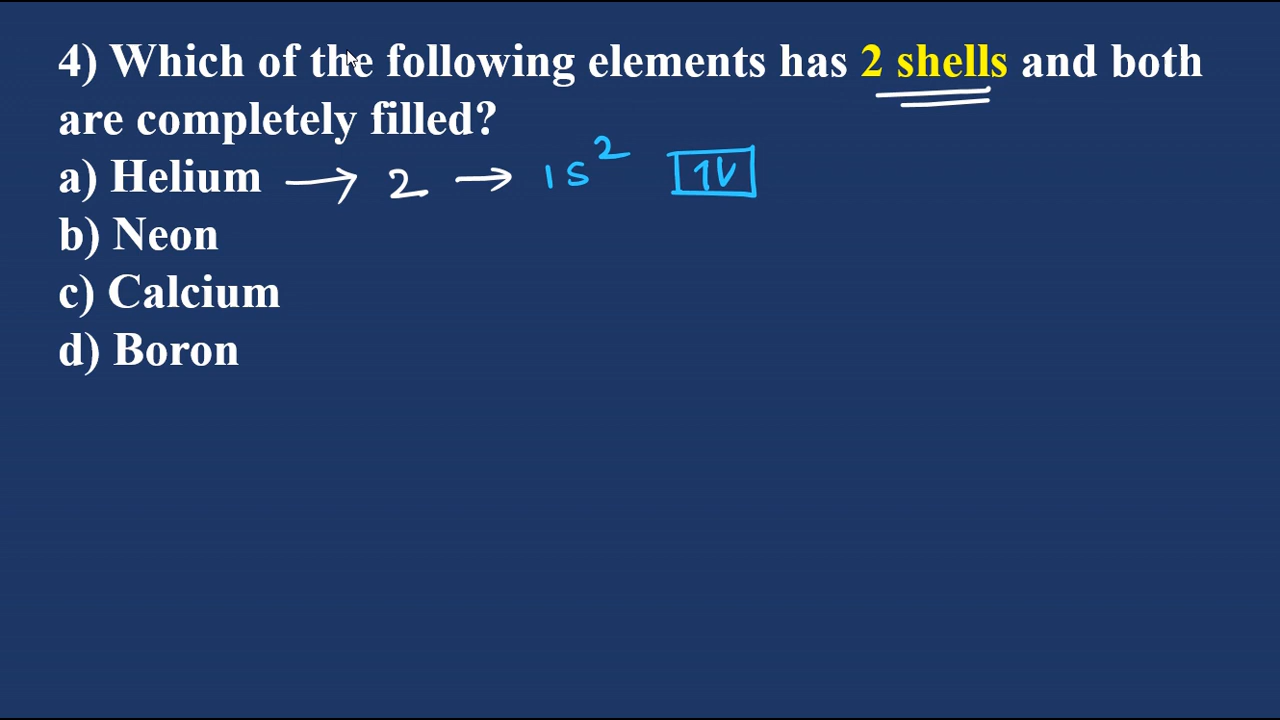 4) Which of the following elements has 2 shells and both
are completely filled?
a) Helium → 2 → 1s² 1L
b) Neon
c) Calcium
d) Boron